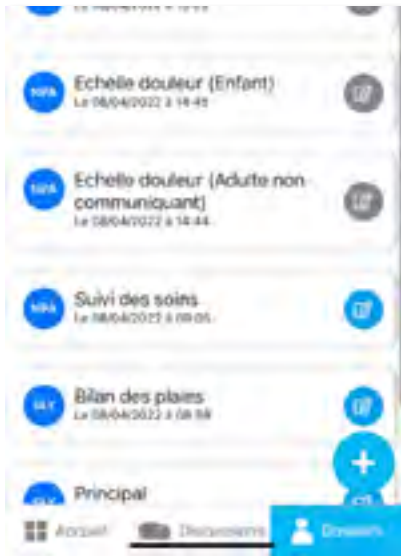 Echelle douleur (Enfant)
Le 08/04/2022 à 14:45
Echelle douleur (Adulte non
communiquant)
Le 08/04/2022 à 14:44
Suivi des soins
Le 08/04/2022 à 09:05
Bilan des plaies
Le 08/04/2022 à 08:58
Principal
Accueil Discussions Dossiers